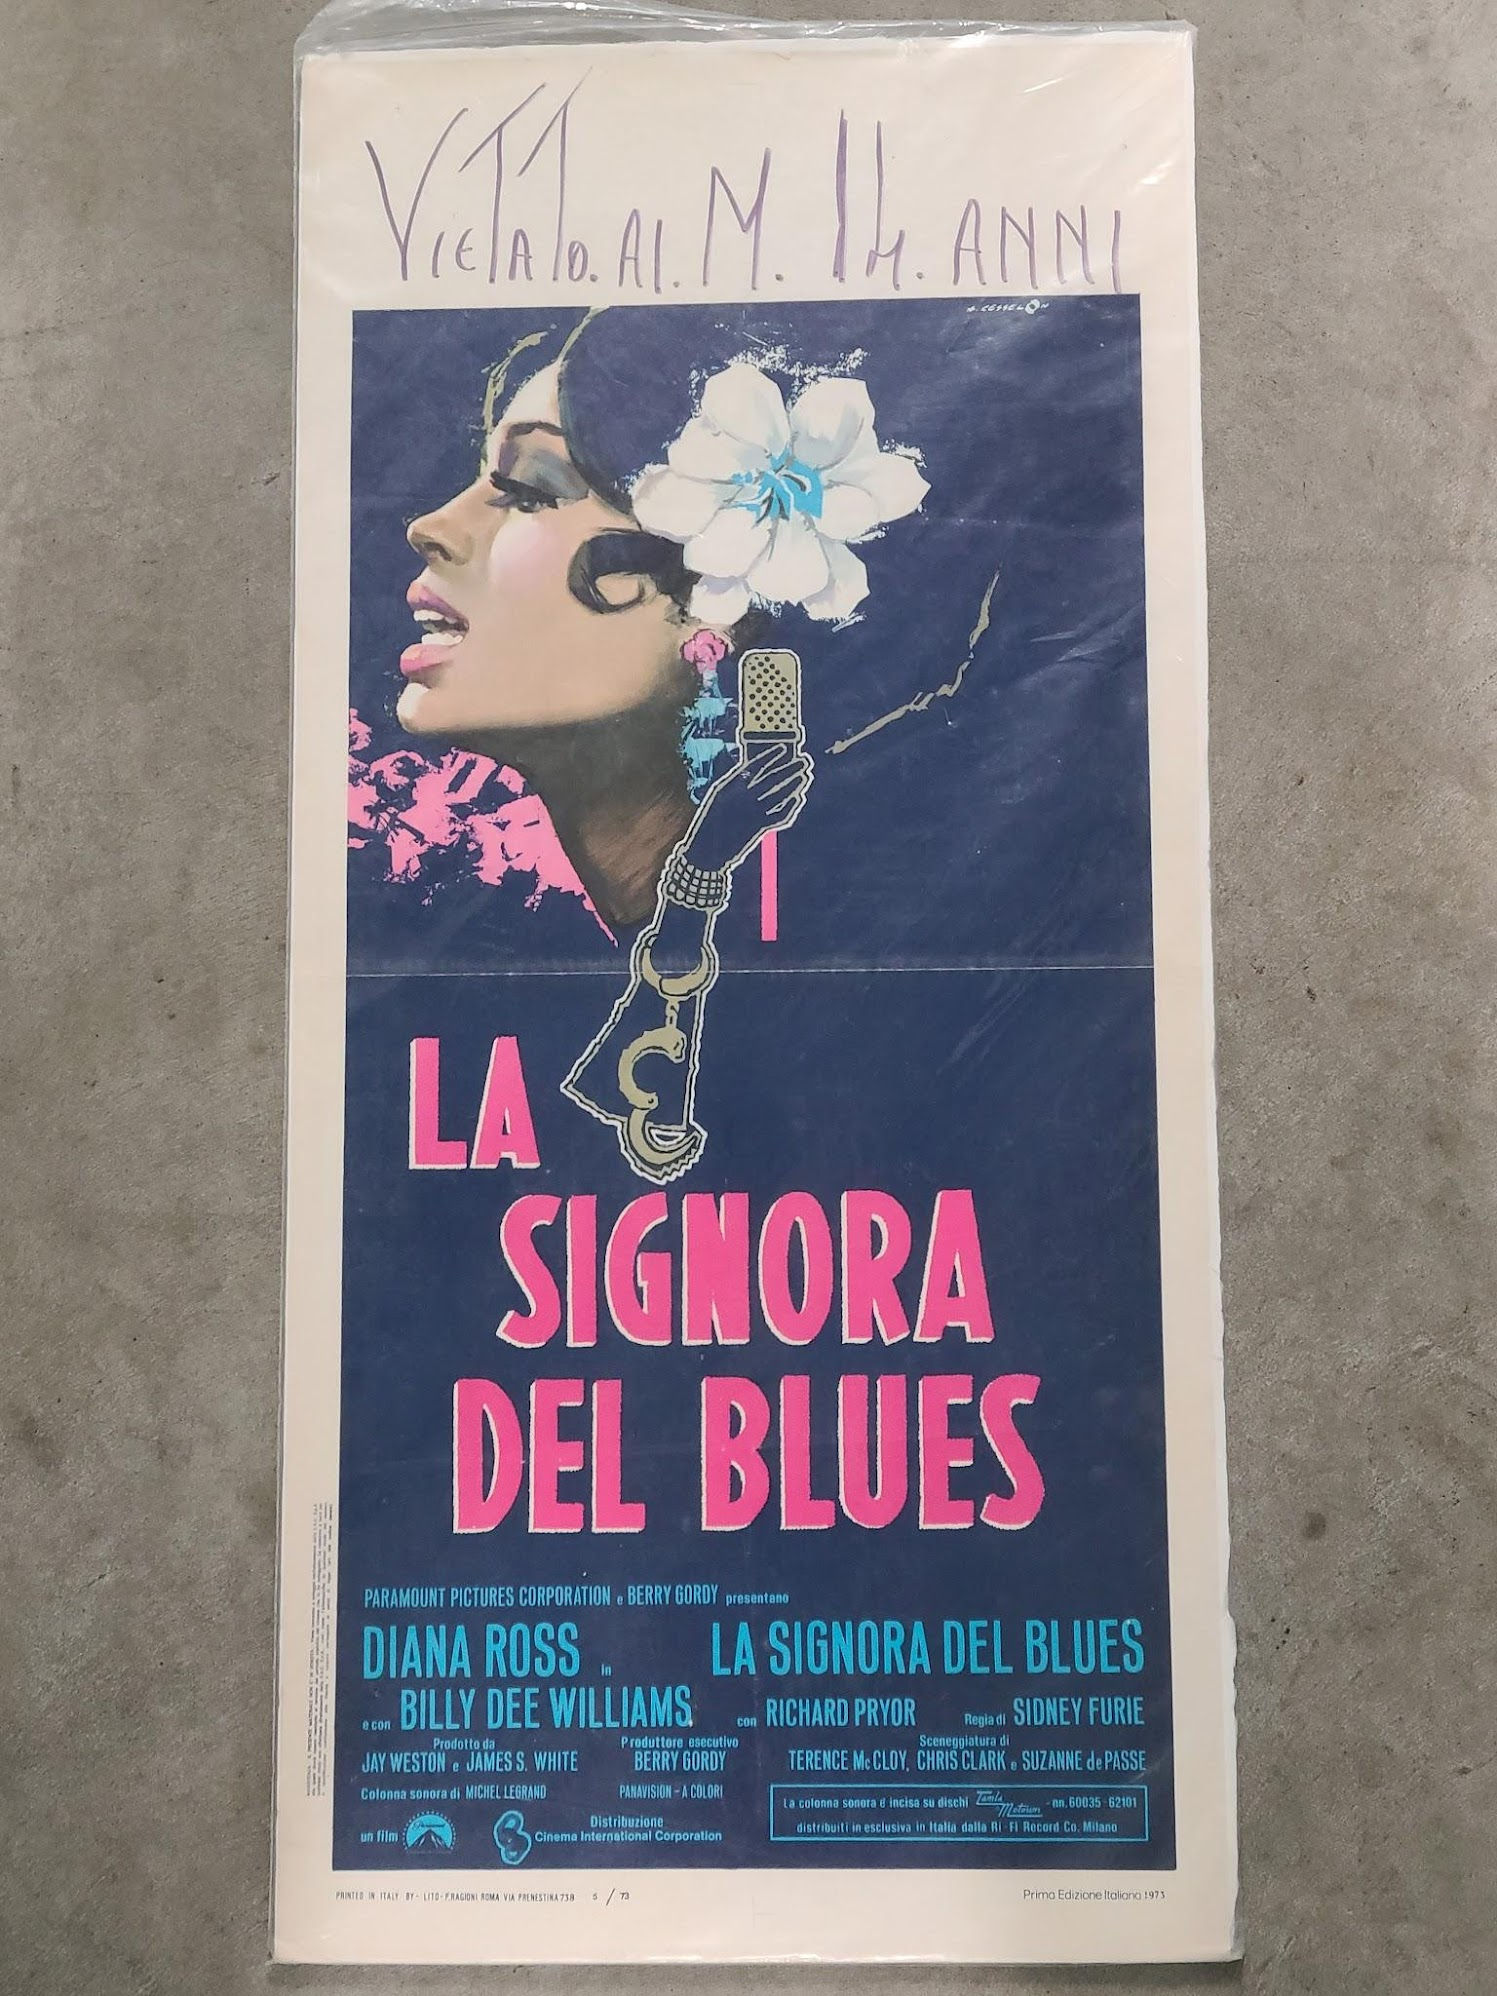 VIETATO. AI. M. 14. ANNI
A. CESSELON
LA
SIGNORA
DEL BLUES
PARAMOUNT PICTURES CORPORATION e BERRY GORDY presentano
DIANA ROSS in LA SIGNORA DEL BLUES
e con BILLY DEE WILLIAMS, con RICHARD PRYOR Regia di SIDNEY FURIE
Prodotto da Produttore esecutivo Sceneggiatura di
JAY WESTON e JAMES S. WHITE BERRY GORDY TERENCE McCLOY, CHRIS CLARK e SUZANNE dePASSE
Colonna sonora di MICHEL LEGRAND PANAVISION - A COLORI
La colonna sonora è incisa su dischi Tamla Motown - nn. 60035 - 62101
distribuiti in esclusiva in Italia dalla Ri-Fi Record Co. Milano
un film Paramount Distribuzione
Cinema International Corporation
PRINTED IN ITALY BY - LITO - P.RAGIONI ROMA VIA PRENESTINA 738 5 / 73
Prima Edizione Italiana 1973